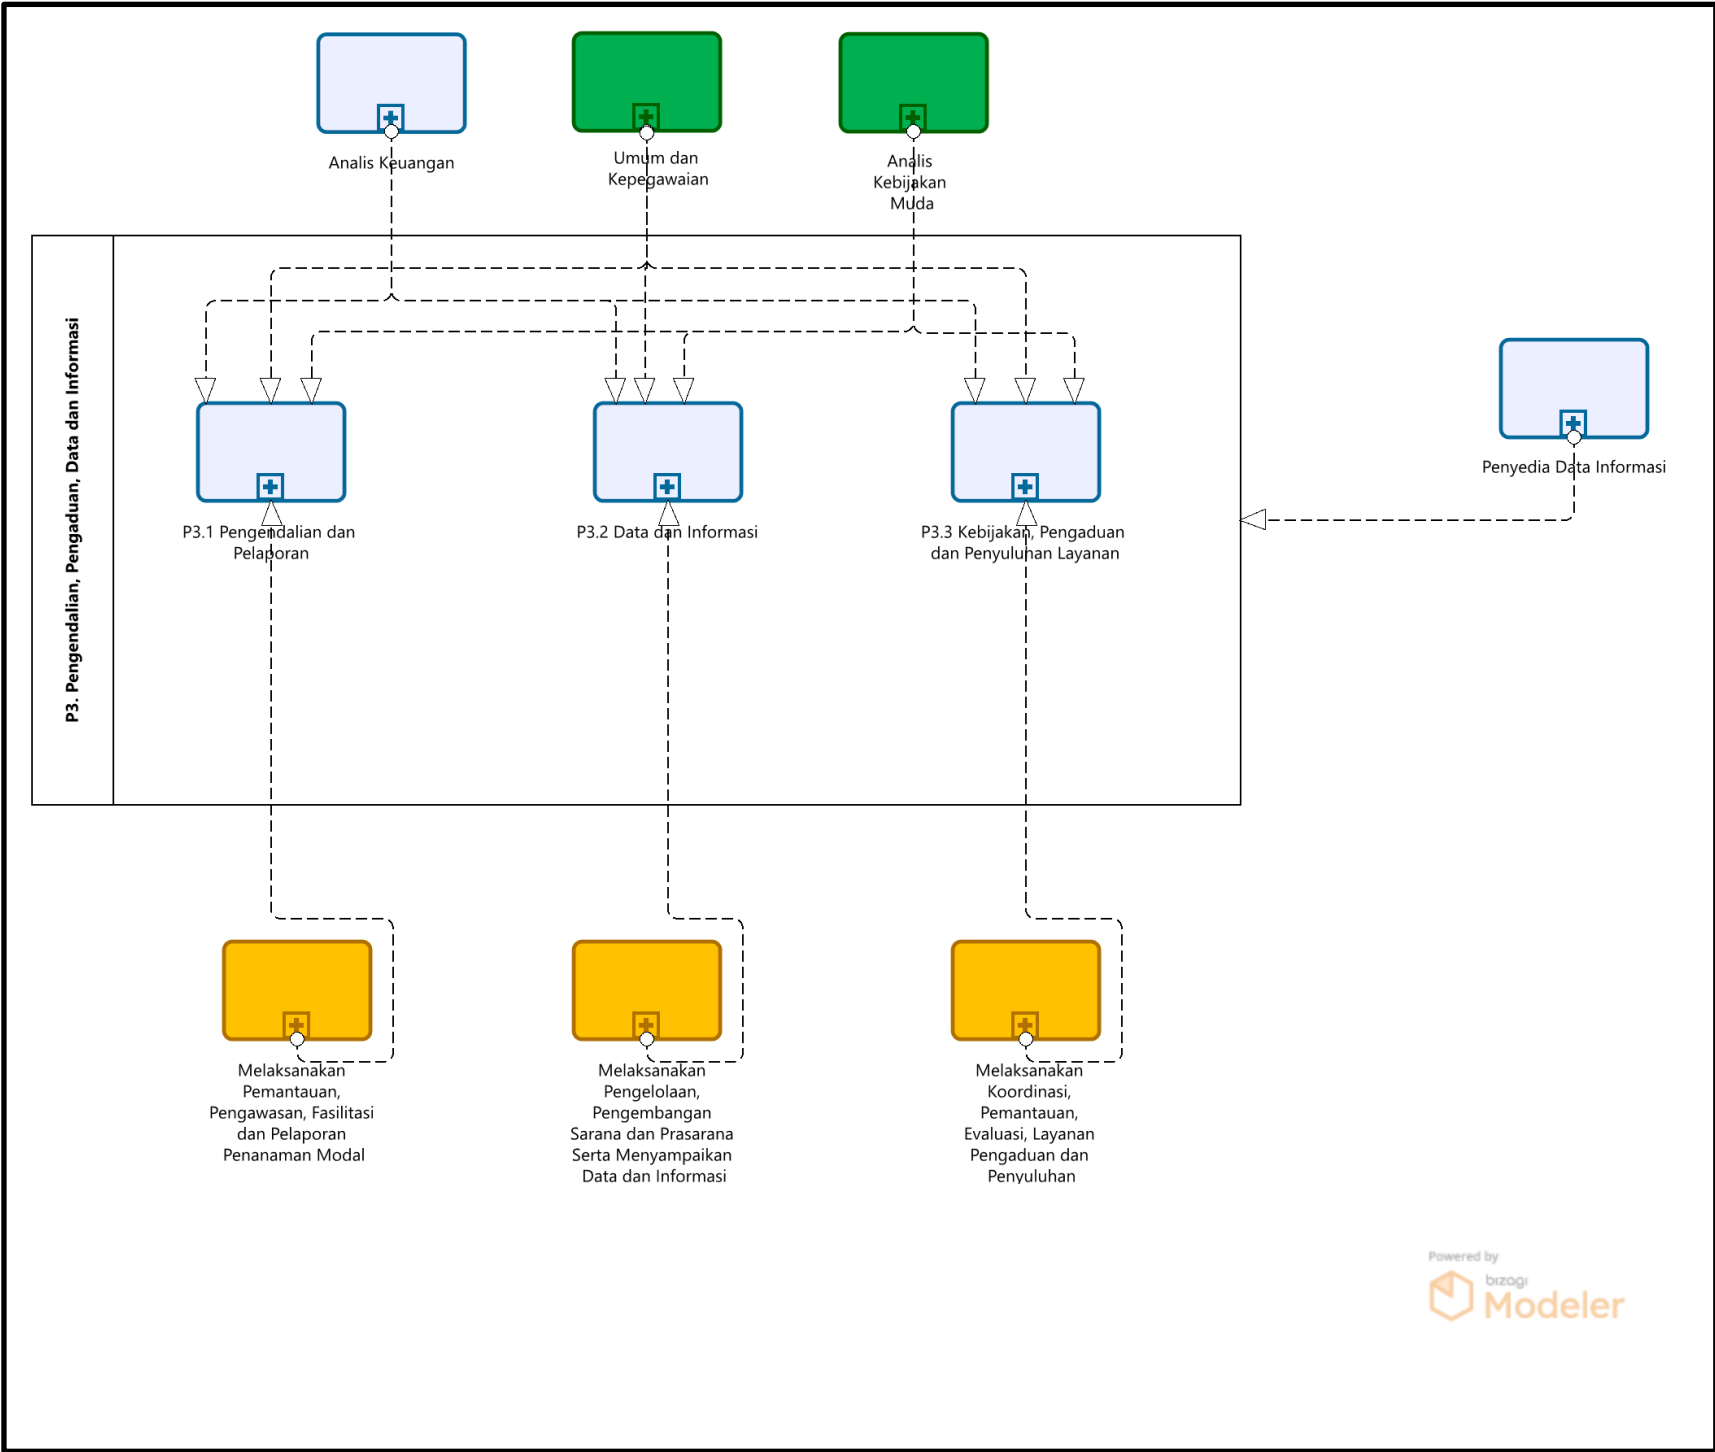 Analis Keuangan
Umum dan
Kepegawaian
Analis
Kebijakan
Muda
P3. Pengendalian, Pengaduan, Data dan Informasi
P3.1 Pengendalian dan
Pelaporan
P3.2 Data dan Informasi
P3.3 Kebijakan, Pengaduan
dan Penyuluhan Layanan
Penyedia Data Informasi
Melaksanakan
Pemantauan,
Pengawasan, Fasilitasi
dan Pelaporan
Penanaman Modal
Melaksanakan
Pengelolaan,
Pengembangan
Sarana dan Prasarana
Serta Menyampaikan
Data dan Informasi
Melaksanakan
Koordinasi,
Pemantauan,
Evaluasi, Layanan
Pengaduan dan
Penyuluhan
Powered by
bizagi
Modeler